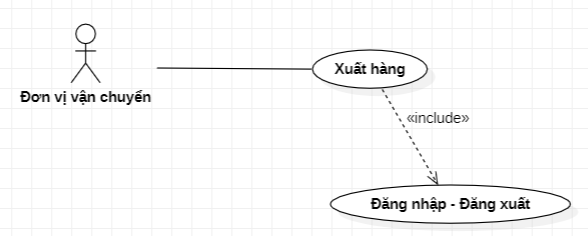 Xuất hàng
Đơn vị vận chuyển
«include»
Đăng nhập - Đăng xuất